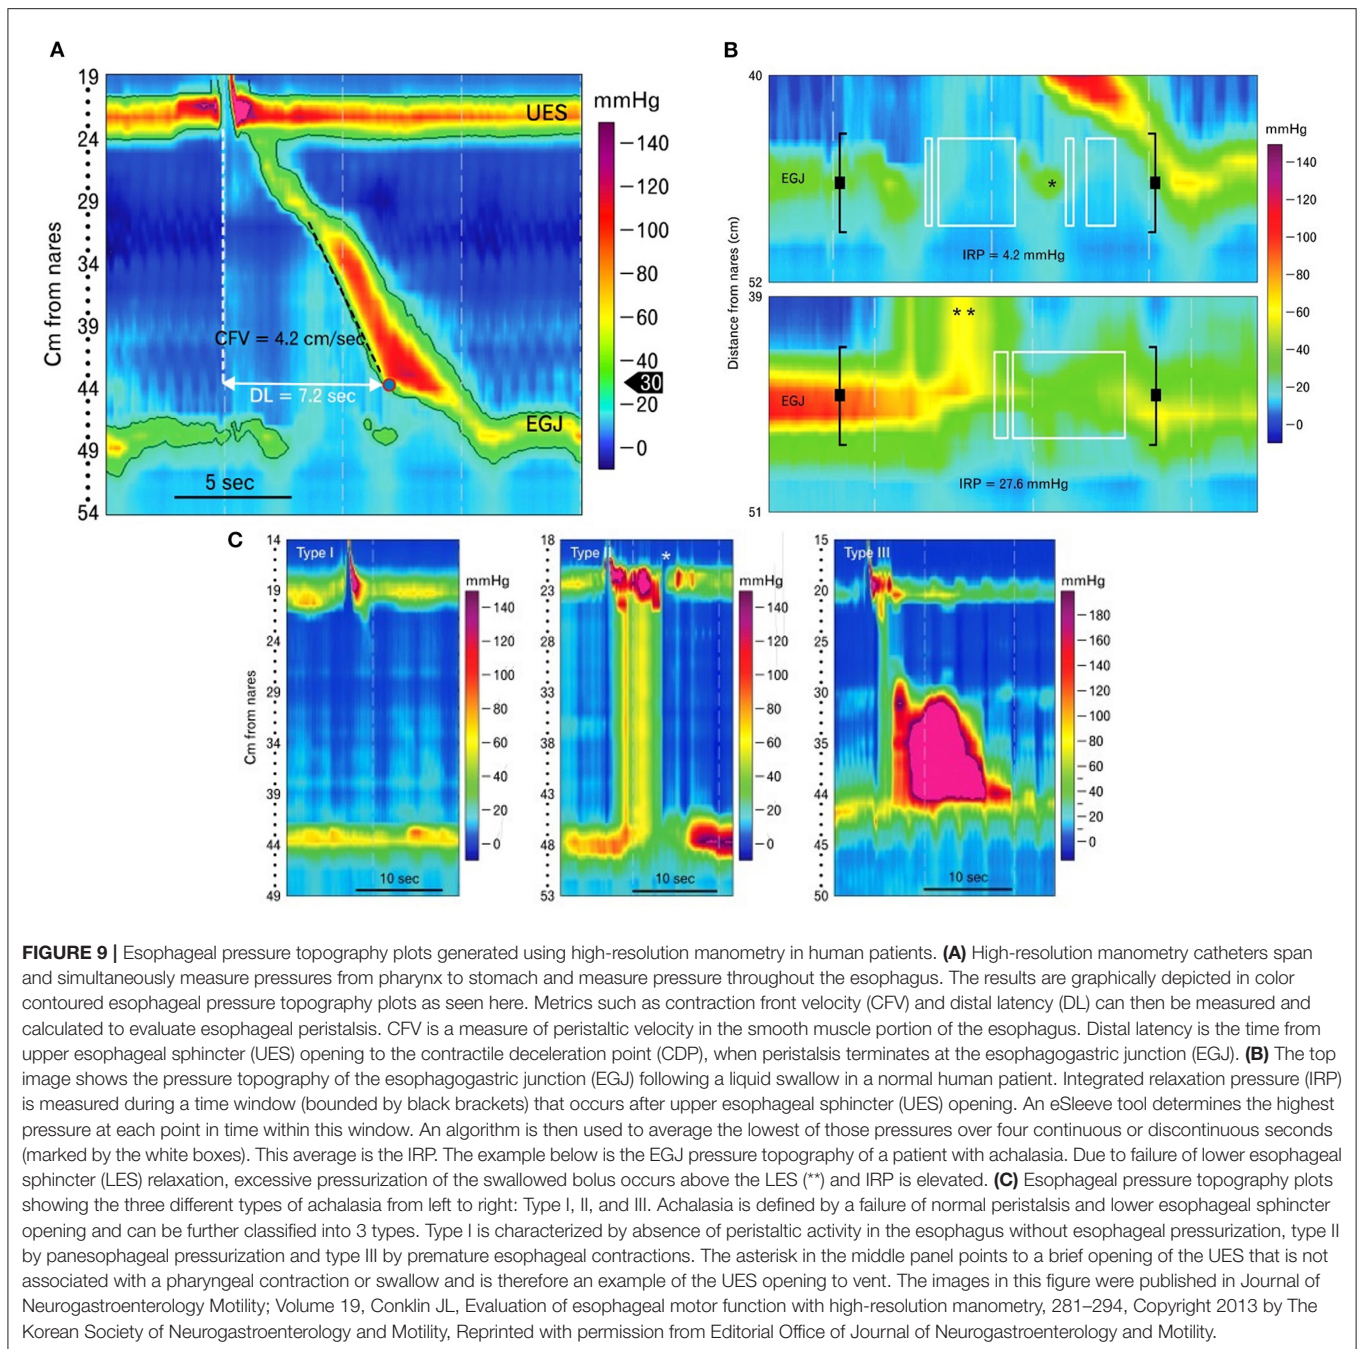 A
19
24
29
34
39
44
49
54
Cm from nares
UES
CFV = 4.2 cm/sec
DL = 7.2 sec
EGJ
5 sec
mmHg
140
120
100
80
60
40
30
20
0
B
Distance from nares (cm)
40
EGJ
*
IRP = 4.2 mmHg
52
39
**
EGJ
IRP = 27.6 mmHg
51
mmHg
140
120
100
80
60
40
20
0
C
Cm from nares
14
19
24
29
34
39
44
49
Type I
10 sec
mmHg
140
120
100
80
60
40
20
0
18
23
28
33
38
43
48
53
Type II
*
10 sec
mmHg
140
120
100
80
60
40
20
0
15
20
25
30
35
44
45
50
Type III
10 sec
mmHg
180
160
140
120
100
80
60
40
20
0
FIGURE 9 | Esophageal pressure topography plots generated using high-resolution manometry in human patients. (A) High-resolution manometry catheters span
and simultaneously measure pressures from pharynx to stomach and measure pressure throughout the esophagus. The results are graphically depicted in color
contoured esophageal pressure topography plots as seen here. Metrics such as contraction front velocity (CFV) and distal latency (DL) can then be measured and
calculated to evaluate esophageal peristalsis. CFV is a measure of peristaltic velocity in the smooth muscle portion of the esophagus. Distal latency is the time from
upper esophageal sphincter (UES) opening to the contractile deceleration point (CDP), when peristalsis terminates at the esophagogastric junction (EGJ). (B) The top
image shows the pressure topography of the esophagogastric junction (EGJ) following a liquid swallow in a normal human patient. Integrated relaxation pressure (IRP)
is measured during a time window (bounded by black brackets) that occurs after upper esophageal sphincter (UES) opening. An eSleeve tool determines the highest
pressure at each point in time within this window. An algorithm is then used to average the lowest of those pressures over four continuous or discontinuous seconds
(marked by the white boxes). This average is the IRP. The example below is the EGJ pressure topography of a patient with achalasia. Due to failure of lower esophageal
sphincter (LES) relaxation, excessive pressurization of the swallowed bolus occurs above the LES (**) and IRP is elevated. (C) Esophageal pressure topography plots
showing the three different types of achalasia from left to right: Type I, II, and III. Achalasia is defined by a failure of normal peristalsis and lower esophageal sphincter
opening and can be further classified into 3 types. Type I is characterized by absence of peristaltic activity in the esophagus without esophageal pressurization, type II
by panesophageal pressurization and type III by premature esophageal contractions. The asterisk in the middle panel points to a brief opening of the UES that is not
associated with a pharyngeal contraction or swallow and is therefore an example of the UES opening to vent. The images in this figure were published in Journal of
Neurogastroenterology Motility; Volume 19, Conklin JL, Evaluation of esophageal motor function with high-resolution manometry, 281–294, Copyright 2013 by The
Korean Society of Neurogastroenterology and Motility, Reprinted with permission from Editorial Office of Journal of Neurogastroenterology and Motility.